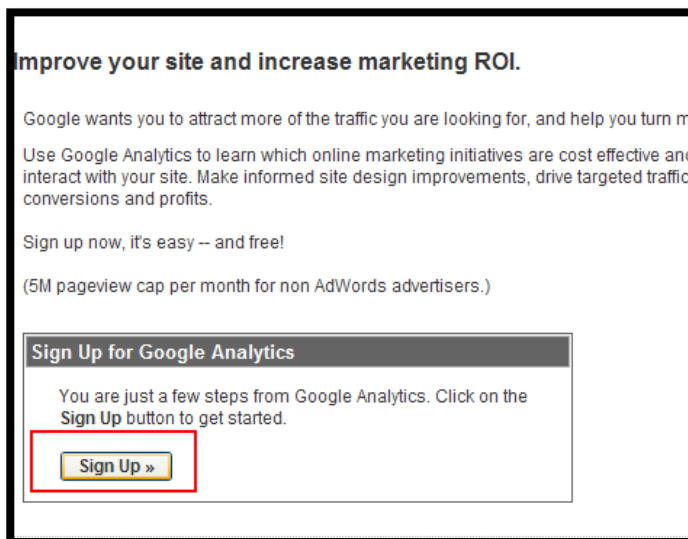 Improve your site and increase marketing ROI.
Google wants you to attract more of the traffic you are looking for, and help you turn
Use Google Analytics to learn which online marketing initiatives are cost effective and
interact with your site. Make informed site design improvements, drive targeted traffic
conversions and profits.
Sign up now, it's easy -- and free!
(5M pageview cap per month for non AdWords advertisers.)
Sign Up for Google Analytics
You are just a few steps from Google Analytics. Click on the
Sign Up button to get started.
Sign Up »